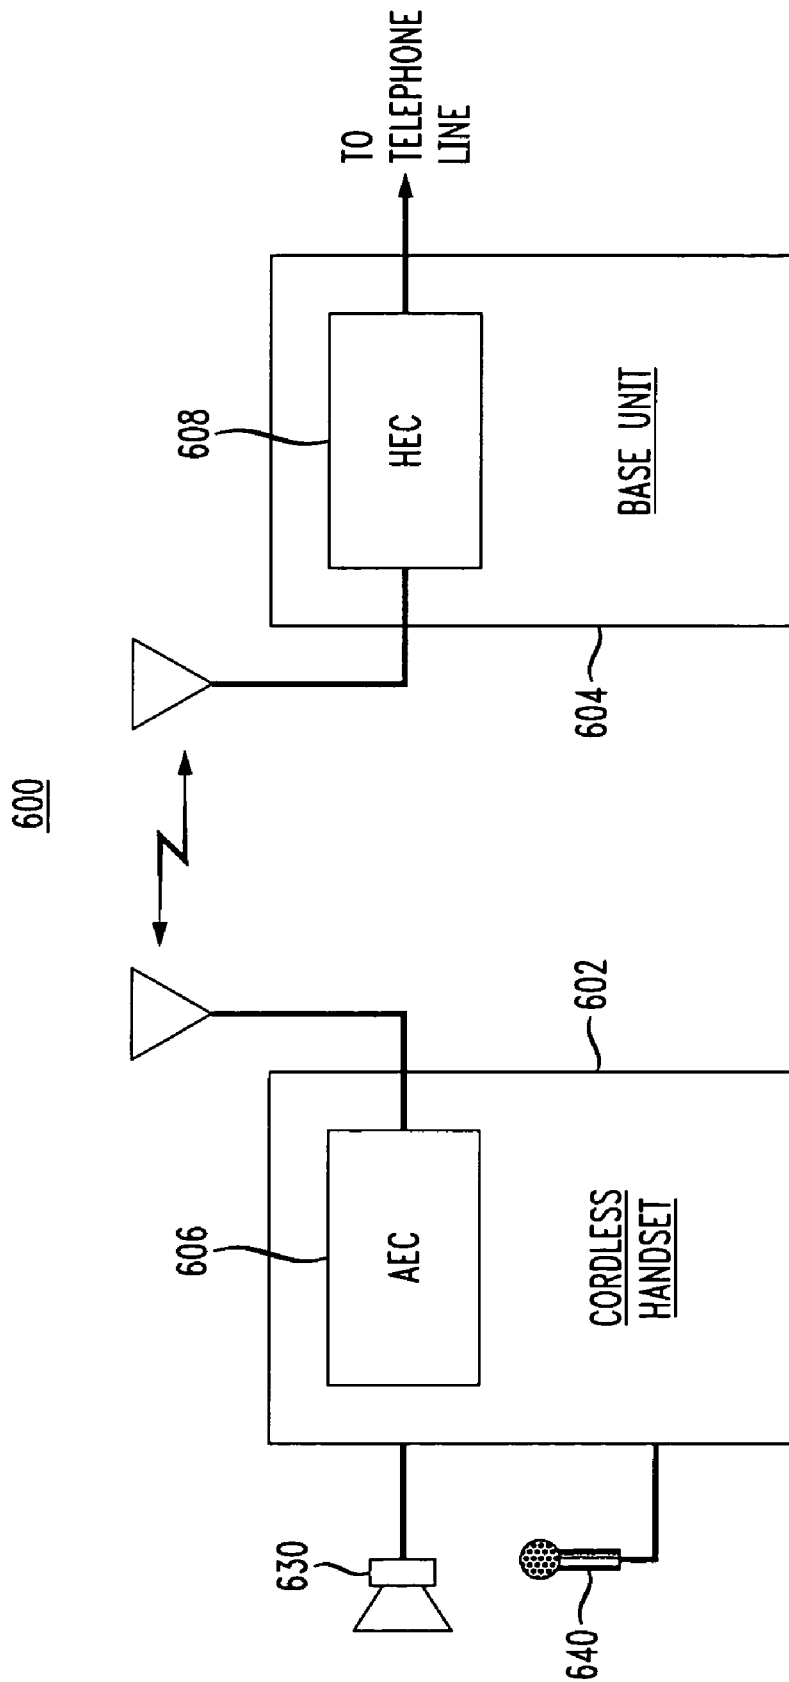 600
TO
TELEPHONE
LINE
606
AEC
602
CORDLESS
HANDSET
630
640
608
HEC
604
BASE UNIT